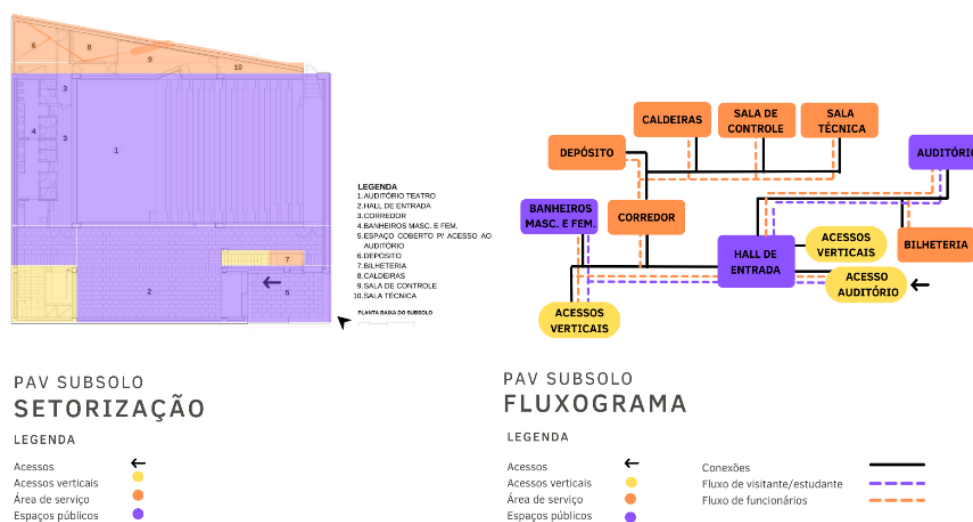 6
8
9
10
3
4
3
1
7
2
5
LEGENDA
1.AUDITÓRIO TEATRO
2.HALL DE ENTRADA
3.CORREDOR
4.BANHEIROS MASC. E FEM.
5.ESPAÇO COBERTO P/ ACESSO AO
AUDITÓRIO
6.DEPÓSITO
7.BILHETERIA
8.CALDEIRAS
9.SALA DE CONTROLE
10.SALA TÉCNICA
PLANTA BAIXA DO SUBSOLO
CALDEIRAS
SALA DE
CONTROLE
SALA
TÉCNICA
DEPÓSITO
AUDITÓRIO
BANHEIROS
MASC. E FEM.
CORREDOR
HALL DE
ENTRADA
ACESSOS
VERTICAIS
BILHETERIA
ACESSO
AUDITÓRIO
ACESSOS
VERTICAIS
PAV SUBSOLO
SETORIZAÇÃO
LEGENDA
Acessos
Acessos verticais
Área de serviço
Espaços públicos
PAV SUBSOLO
FLUXOGRAMA
LEGENDA
Acessos
Acessos verticais
Área de serviço
Espaços públicos
Conexões
Fluxo de visitante/estudante
Fluxo de funcionários